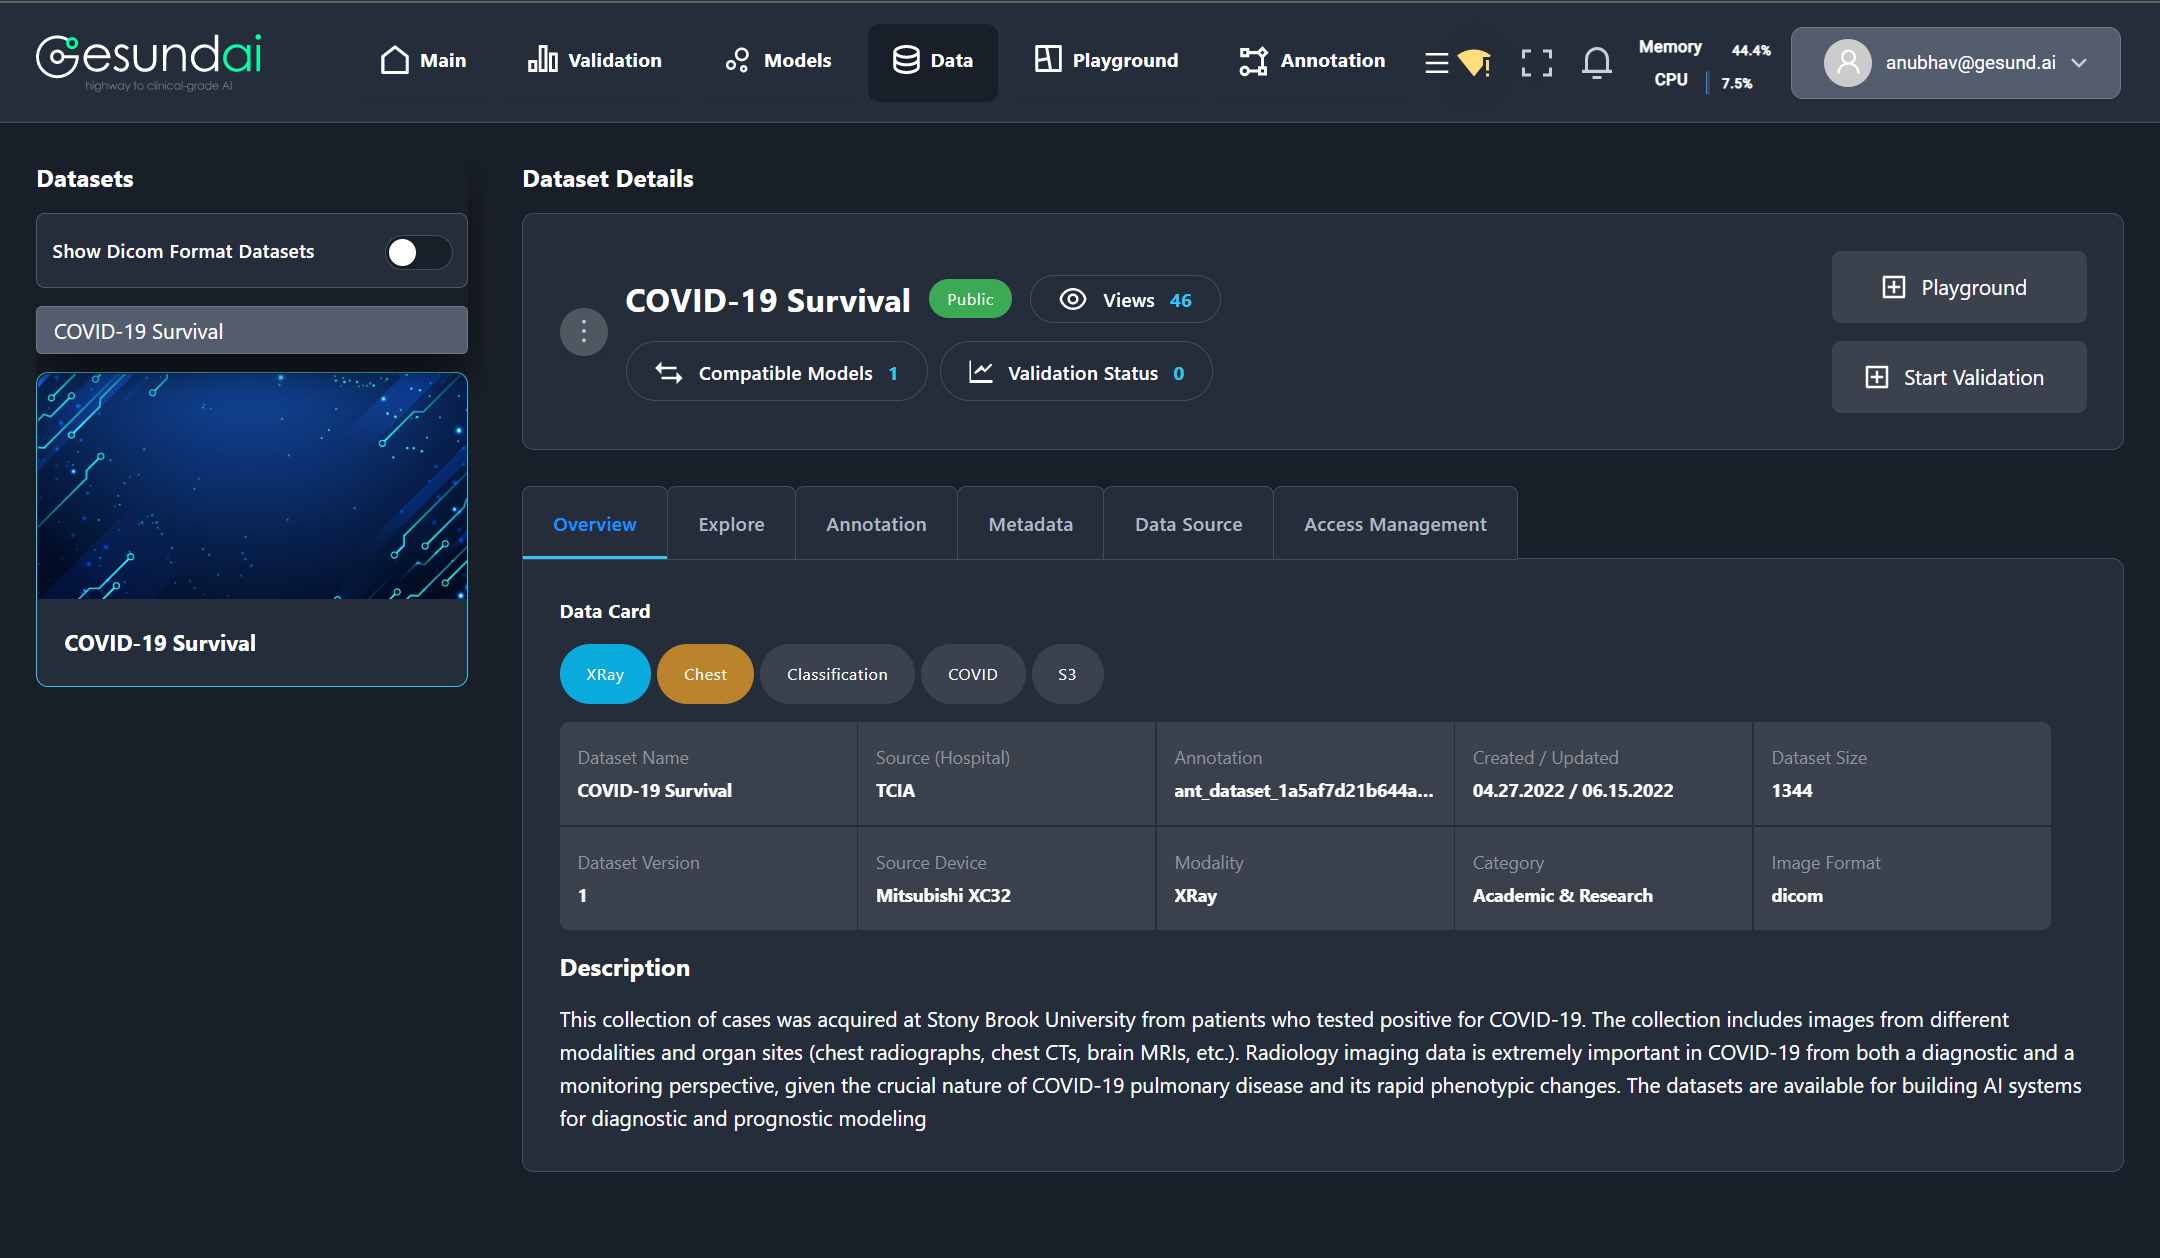 Gesundai
highway to clinical-grade AI
Main
Validation
Models
Data
Playground
Annotation
Memory 44.4%
CPU 7.5%
anubhav@gesund.ai
Datasets
Show Dicom Format Datasets
COVID-19 Survival
COVID-19 Survival
Dataset Details
COVID-19 Survival
Public
Views 46
Compatible Models 1
Validation Status 0
Playground
Start Validation
Overview
Explore
Annotation
Metadata
Data Source
Access Management
Data Card
XRay
Chest
Classification
COVID
S3
Dataset Name
COVID-19 Survival
Source (Hospital)
TCIA
Annotation
ant_dataset_1a5af7d21b644a...
Created / Updated
04.27.2022 / 06.15.2022
Dataset Size
1344
Dataset Version
1
Source Device
Mitsubishi XC32
Modality
XRay
Category
Academic & Research
Image Format
dicom
Description
This collection of cases was acquired at Stony Brook University from patients who tested positive for COVID-19. The collection includes images from different
modalities and organ sites (chest radiographs, chest CTs, brain MRIs, etc.). Radiology imaging data is extremely important in COVID-19 from both a diagnostic and a
monitoring perspective, given the crucial nature of COVID-19 pulmonary disease and its rapid phenotypic changes. The datasets are available for building AI systems
for diagnostic and prognostic modeling